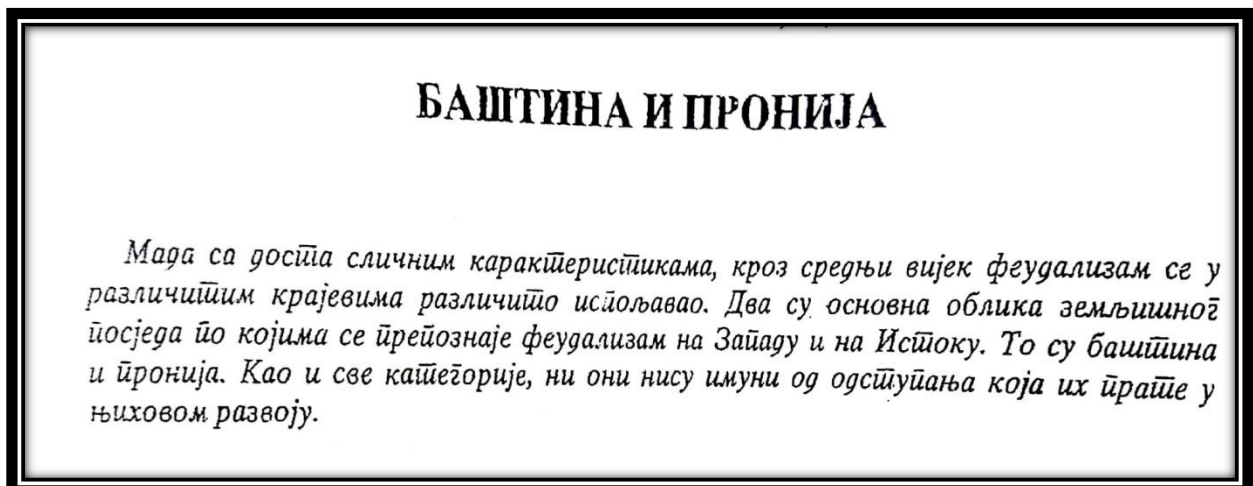 БАШТИНА И ПРОНИЈА
Мада са доста сличним карактеристикама, кроз средњи вијек феудализам се у
различитим крајевима различито испољавао. Два су основна облика земљишног
посједа по којима се препознаје феудализам на Западу и на Истоку. То су баштина
и пронија. Као и све категорије, ни они нису имуни од одступања која их прате у
њиховом развоју.